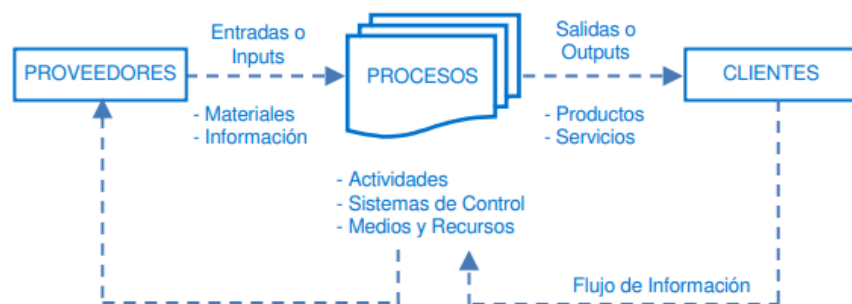 Entradas o
Inputs
Salidas o
Outputs
PROVEEDORES
PROCESOS
CLIENTES
- Materiales
- Información
- Productos
- Servicios
- Actividades
- Sistemas de Control
- Medios y Recursos
Flujo de Información